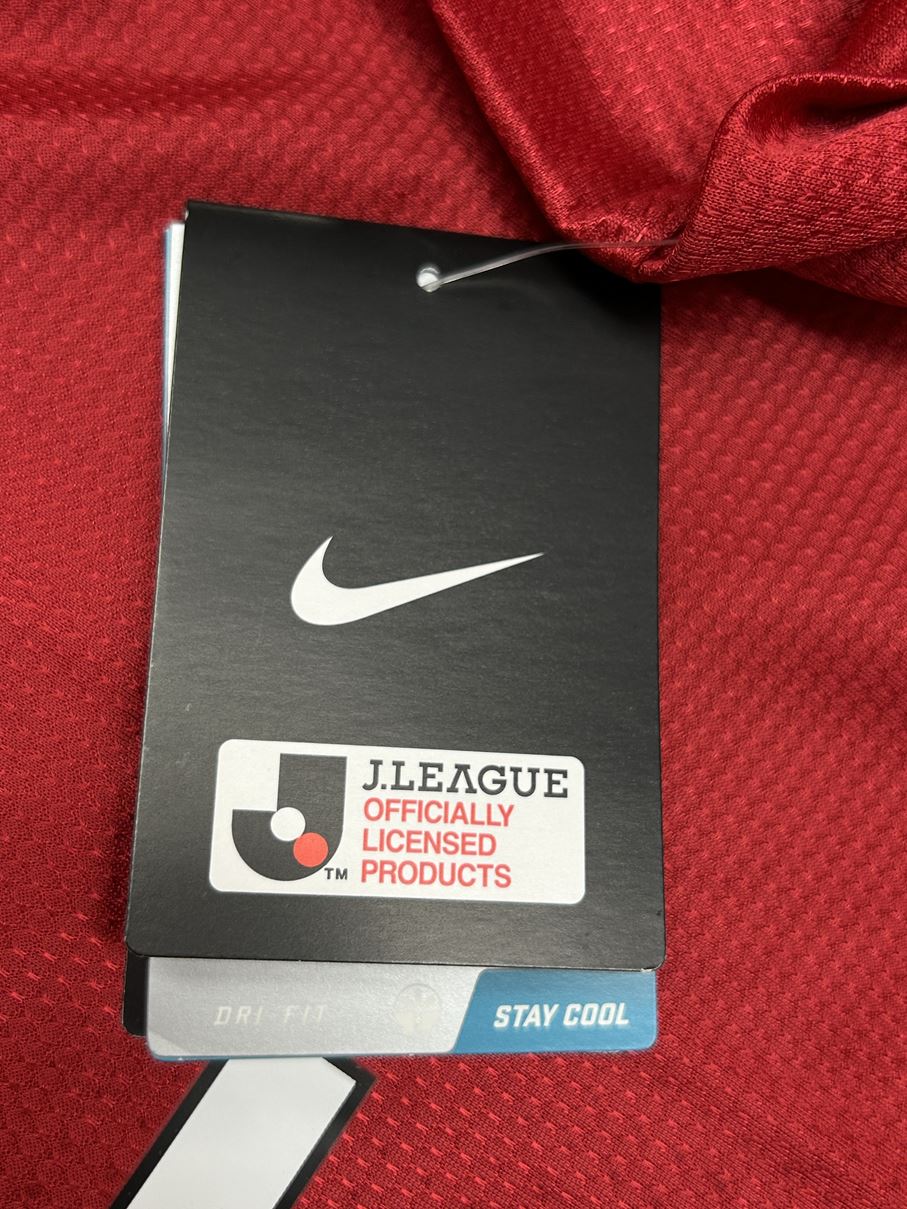 J.LEAGUE
OFFICIALLY
LICENSED
PRODUCTS
TM
DRI FIT
STAY COOL